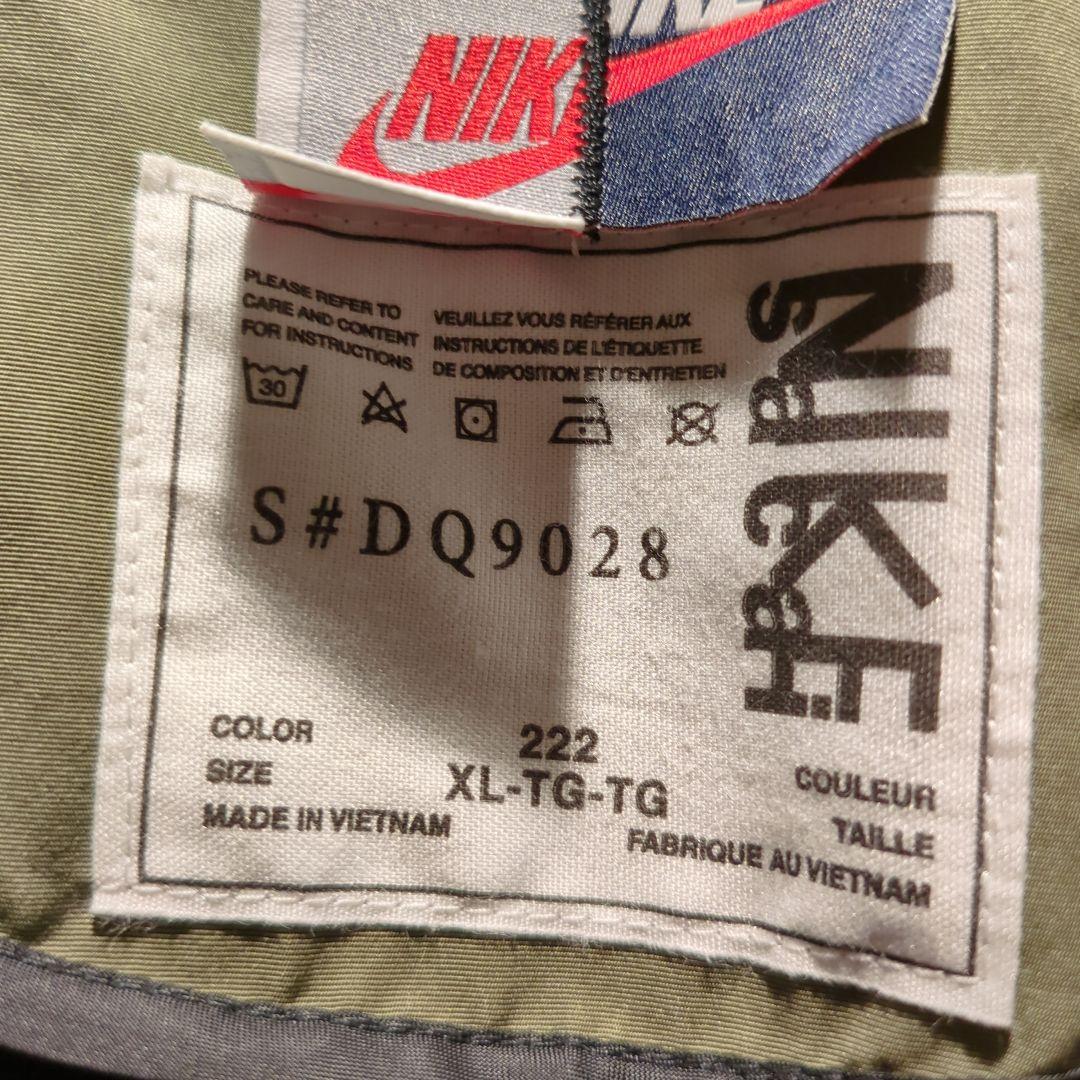 NIK
NIKE
PLEASE REFER TO
CARE AND CONTENT
FOR INSTRUCTIONS
VEUILLEZ VOUS RÉFÉRER AUX
INSTRUCTIONS DE L'ÉTIQUETTE
DE COMPOSITION ET D'ENTRETIEN
30
NIKE
sacai
S#DQ9028
COLOR 222 COULEUR
SIZE XL-TG-TG TAILLE
MADE IN VIETNAM FABRIQUE AU VIETNAM